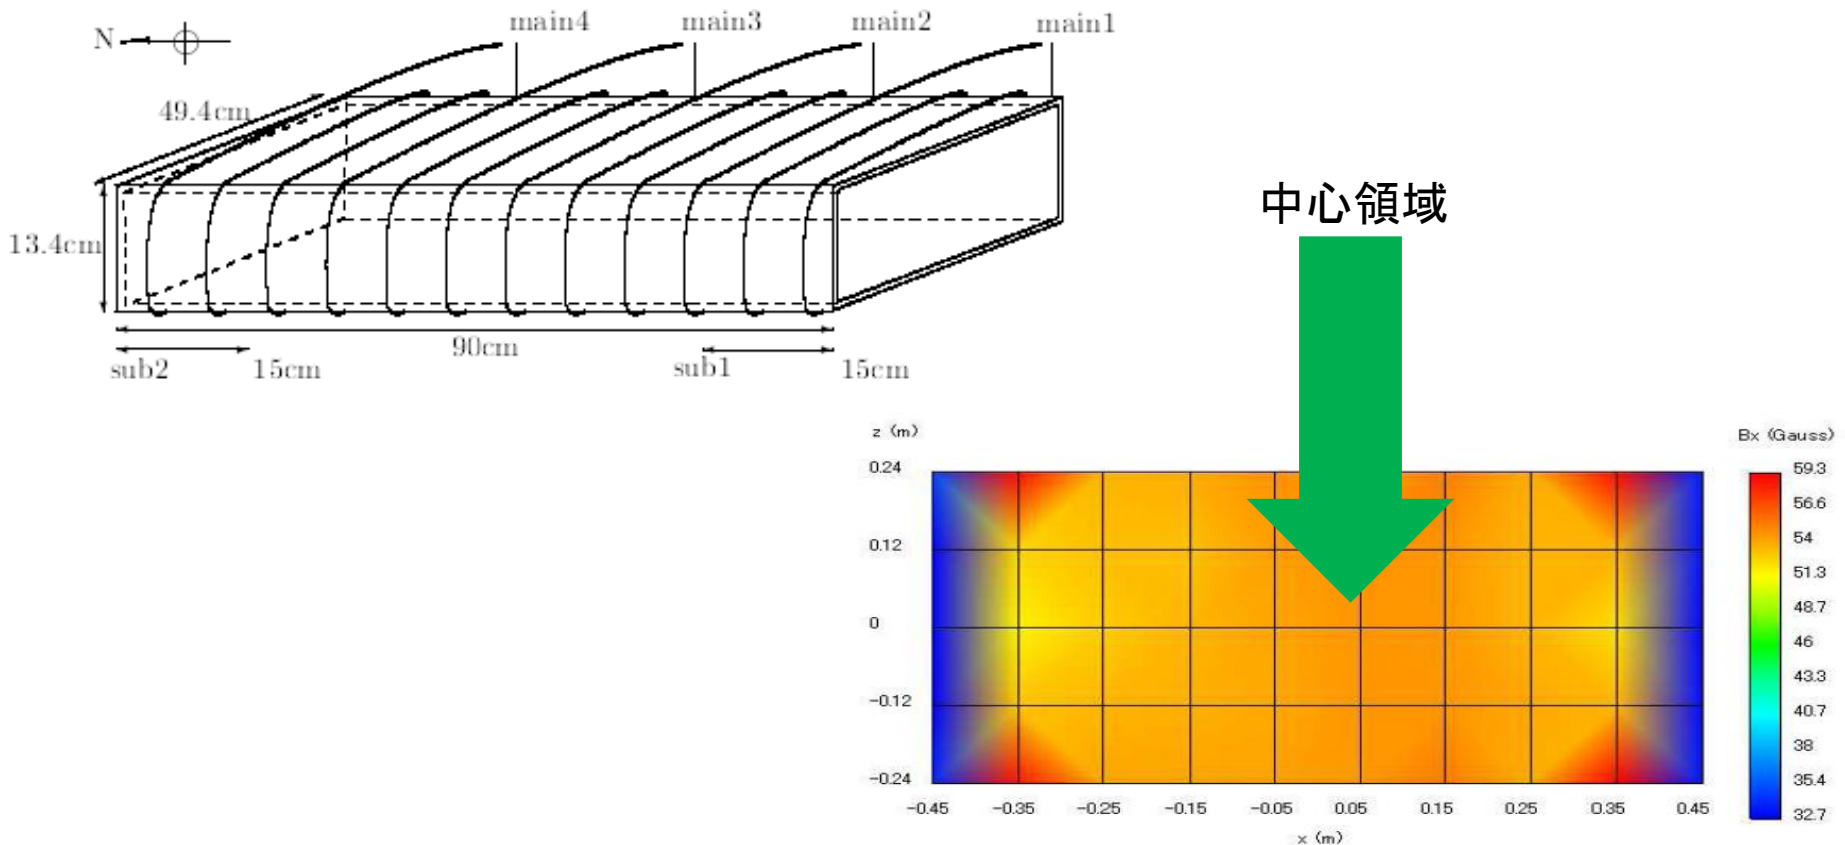 N
main4
main3
main2
main1
49.4cm
13.4cm
90cm
sub2
15cm
sub1
15cm
中心領域
z (m)
Bx (Gauss)
0.24
0.12
0
-0.12
-0.24
-0.45
-0.35
-0.25
-0.15
-0.05
0.05
0.15
0.25
0.35
0.45
x (m)
59.3
56.6
54
51.3
48.7
46
43.3
40.7
38
35.4
32.7